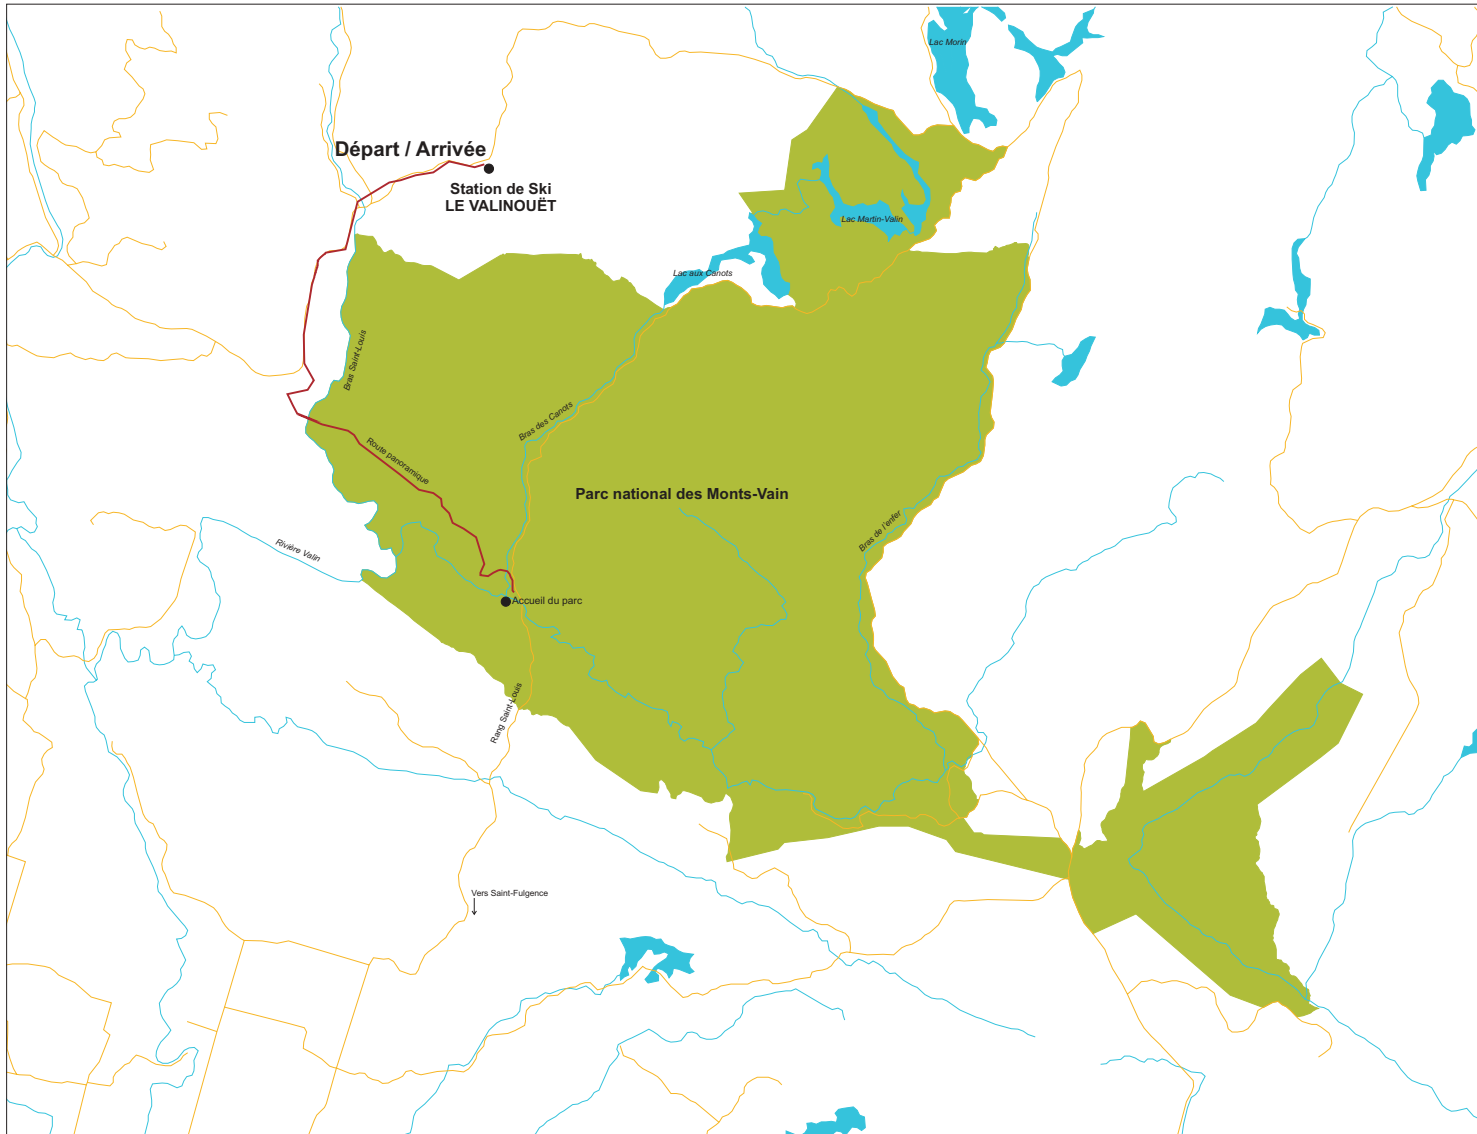 Lac Morin
Départ / Arrivée
Station de Ski
LE VALINOUËT
Lac Martin-Valin
Lac aux Canots
Bras Saint-Louis
Bras des Canots
Route panoramique
Parc national des Monts-Vain
Bras de l'enfer
Rivière Valin
Accueil du parc
Rang Saint-Louis
Vers Saint-Fulgence